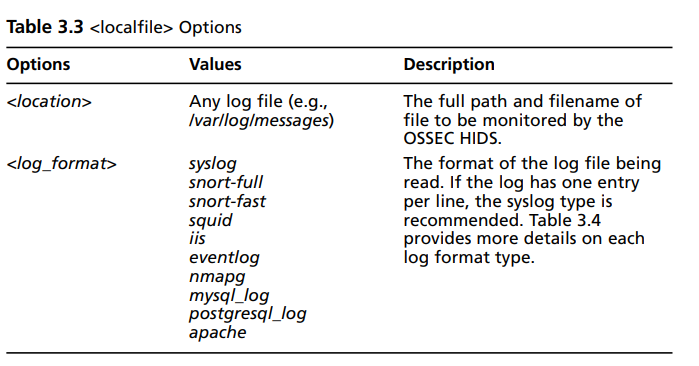 Table 3.3 <localfile> Options
Options Values Description
<location> Any log file (e.g., The full path and filename of
/var/log/messages) file to be monitored by the
OSSEC HIDS.
<log_format> syslog The format of the log file being
snort-full read. If the log has one entry
snort-fast per line, the syslog type is
squid recommended. Table 3.4
iis provides more details on each
eventlog log format type.
nmapg
mysql_log
postgresql_log
apache